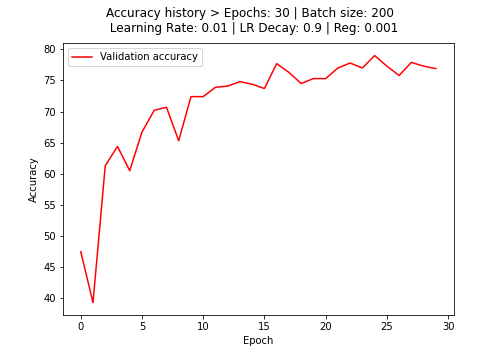 Accuracy history > Epochs: 30 | Batch size: 200
Learning Rate: 0.01 | LR Decay: 0.9 | Reg: 0.001
Validation accuracy
80
75
70
65
60
55
50
45
40
Accuracy
0 5 10 15 20 25 30
Epoch